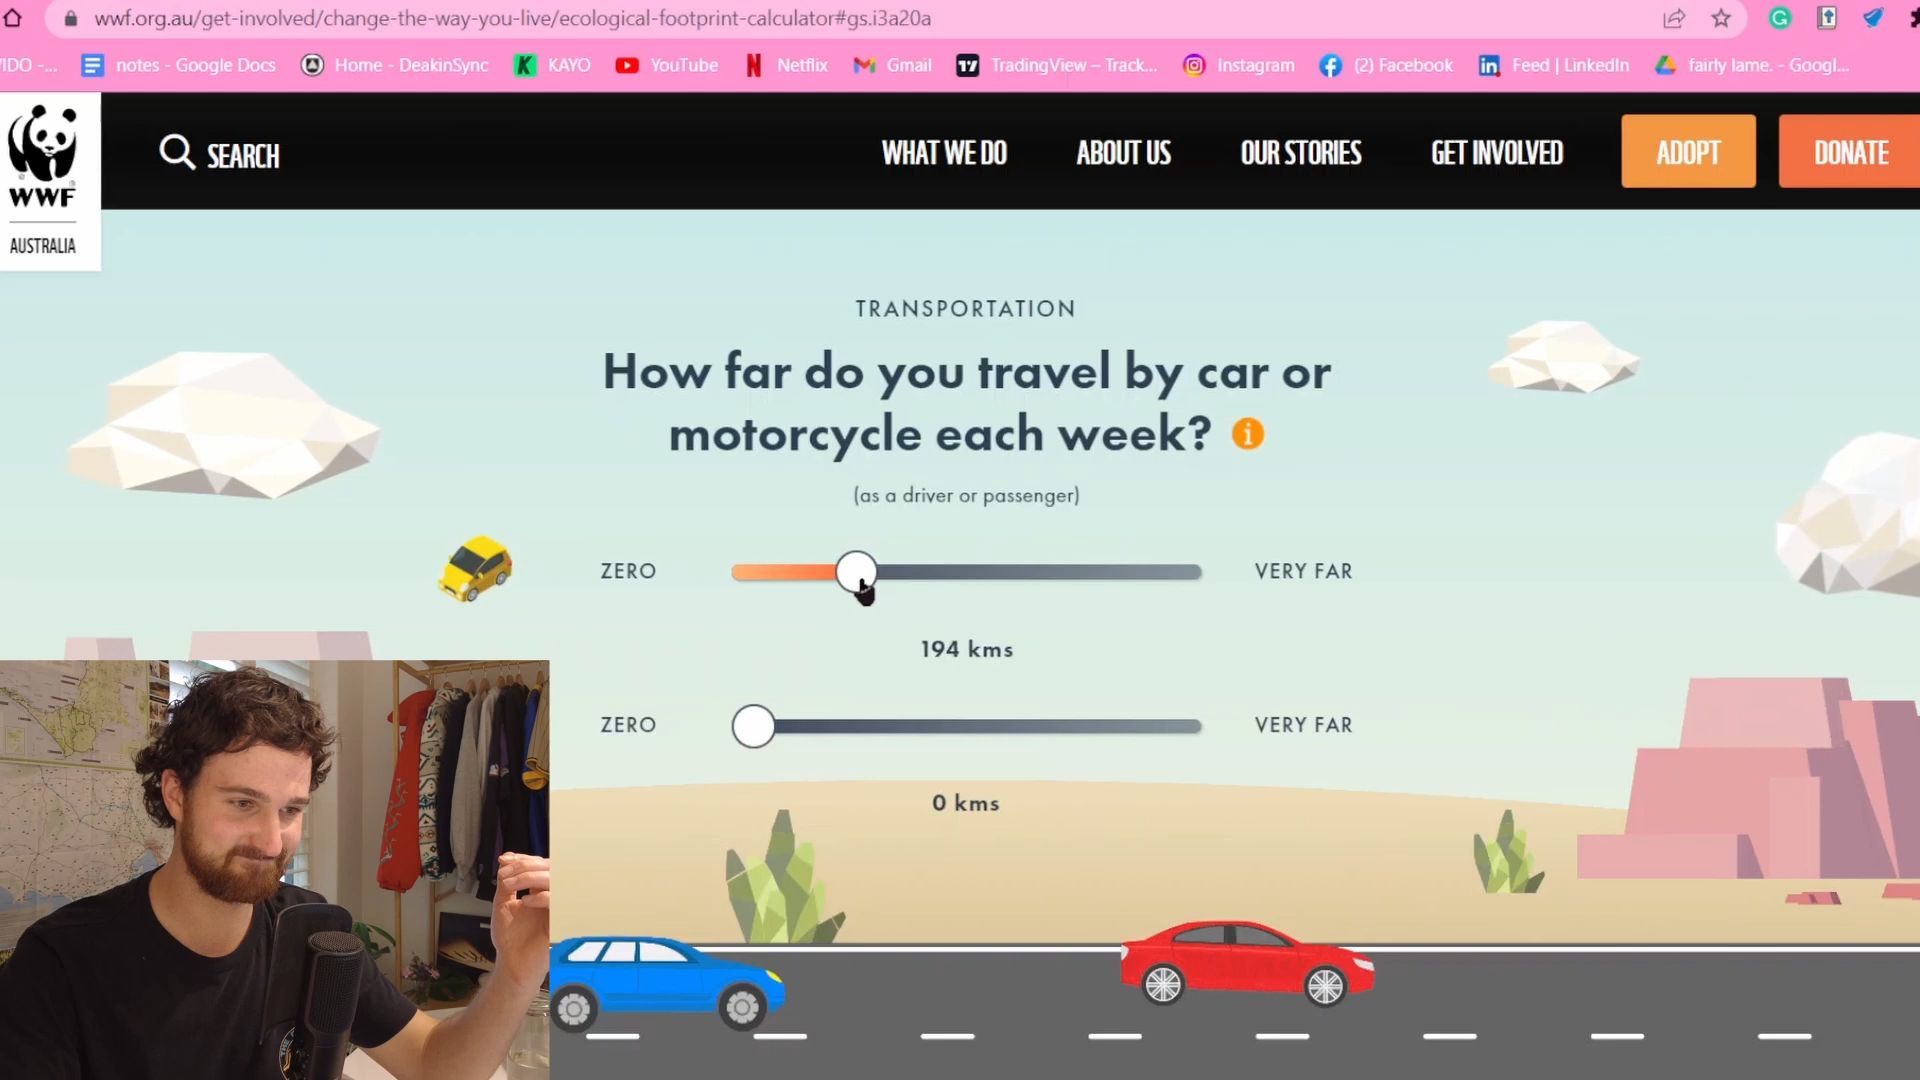 wwf.org.au/get-involved/change-the-way-you-live/ecological-footprint-calculator#gs.i3a20a
VIDO -... notes - Google Docs Home - DeakinSync KAYO YouTube Netflix Gmail TradingView – Track... Instagram (2) Facebook Feed | LinkedIn fairly lame. - Googl...
WWF
AUSTRALIA
SEARCH WHAT WE DO ABOUT US OUR STORIES GET INVOLVED ADOPT DONATE
TRANSPORTATION
How far do you travel by car or
motorcycle each week? i
(as a driver or passenger)
ZERO VERY FAR
194 kms
ZERO VERY FAR
0 kms